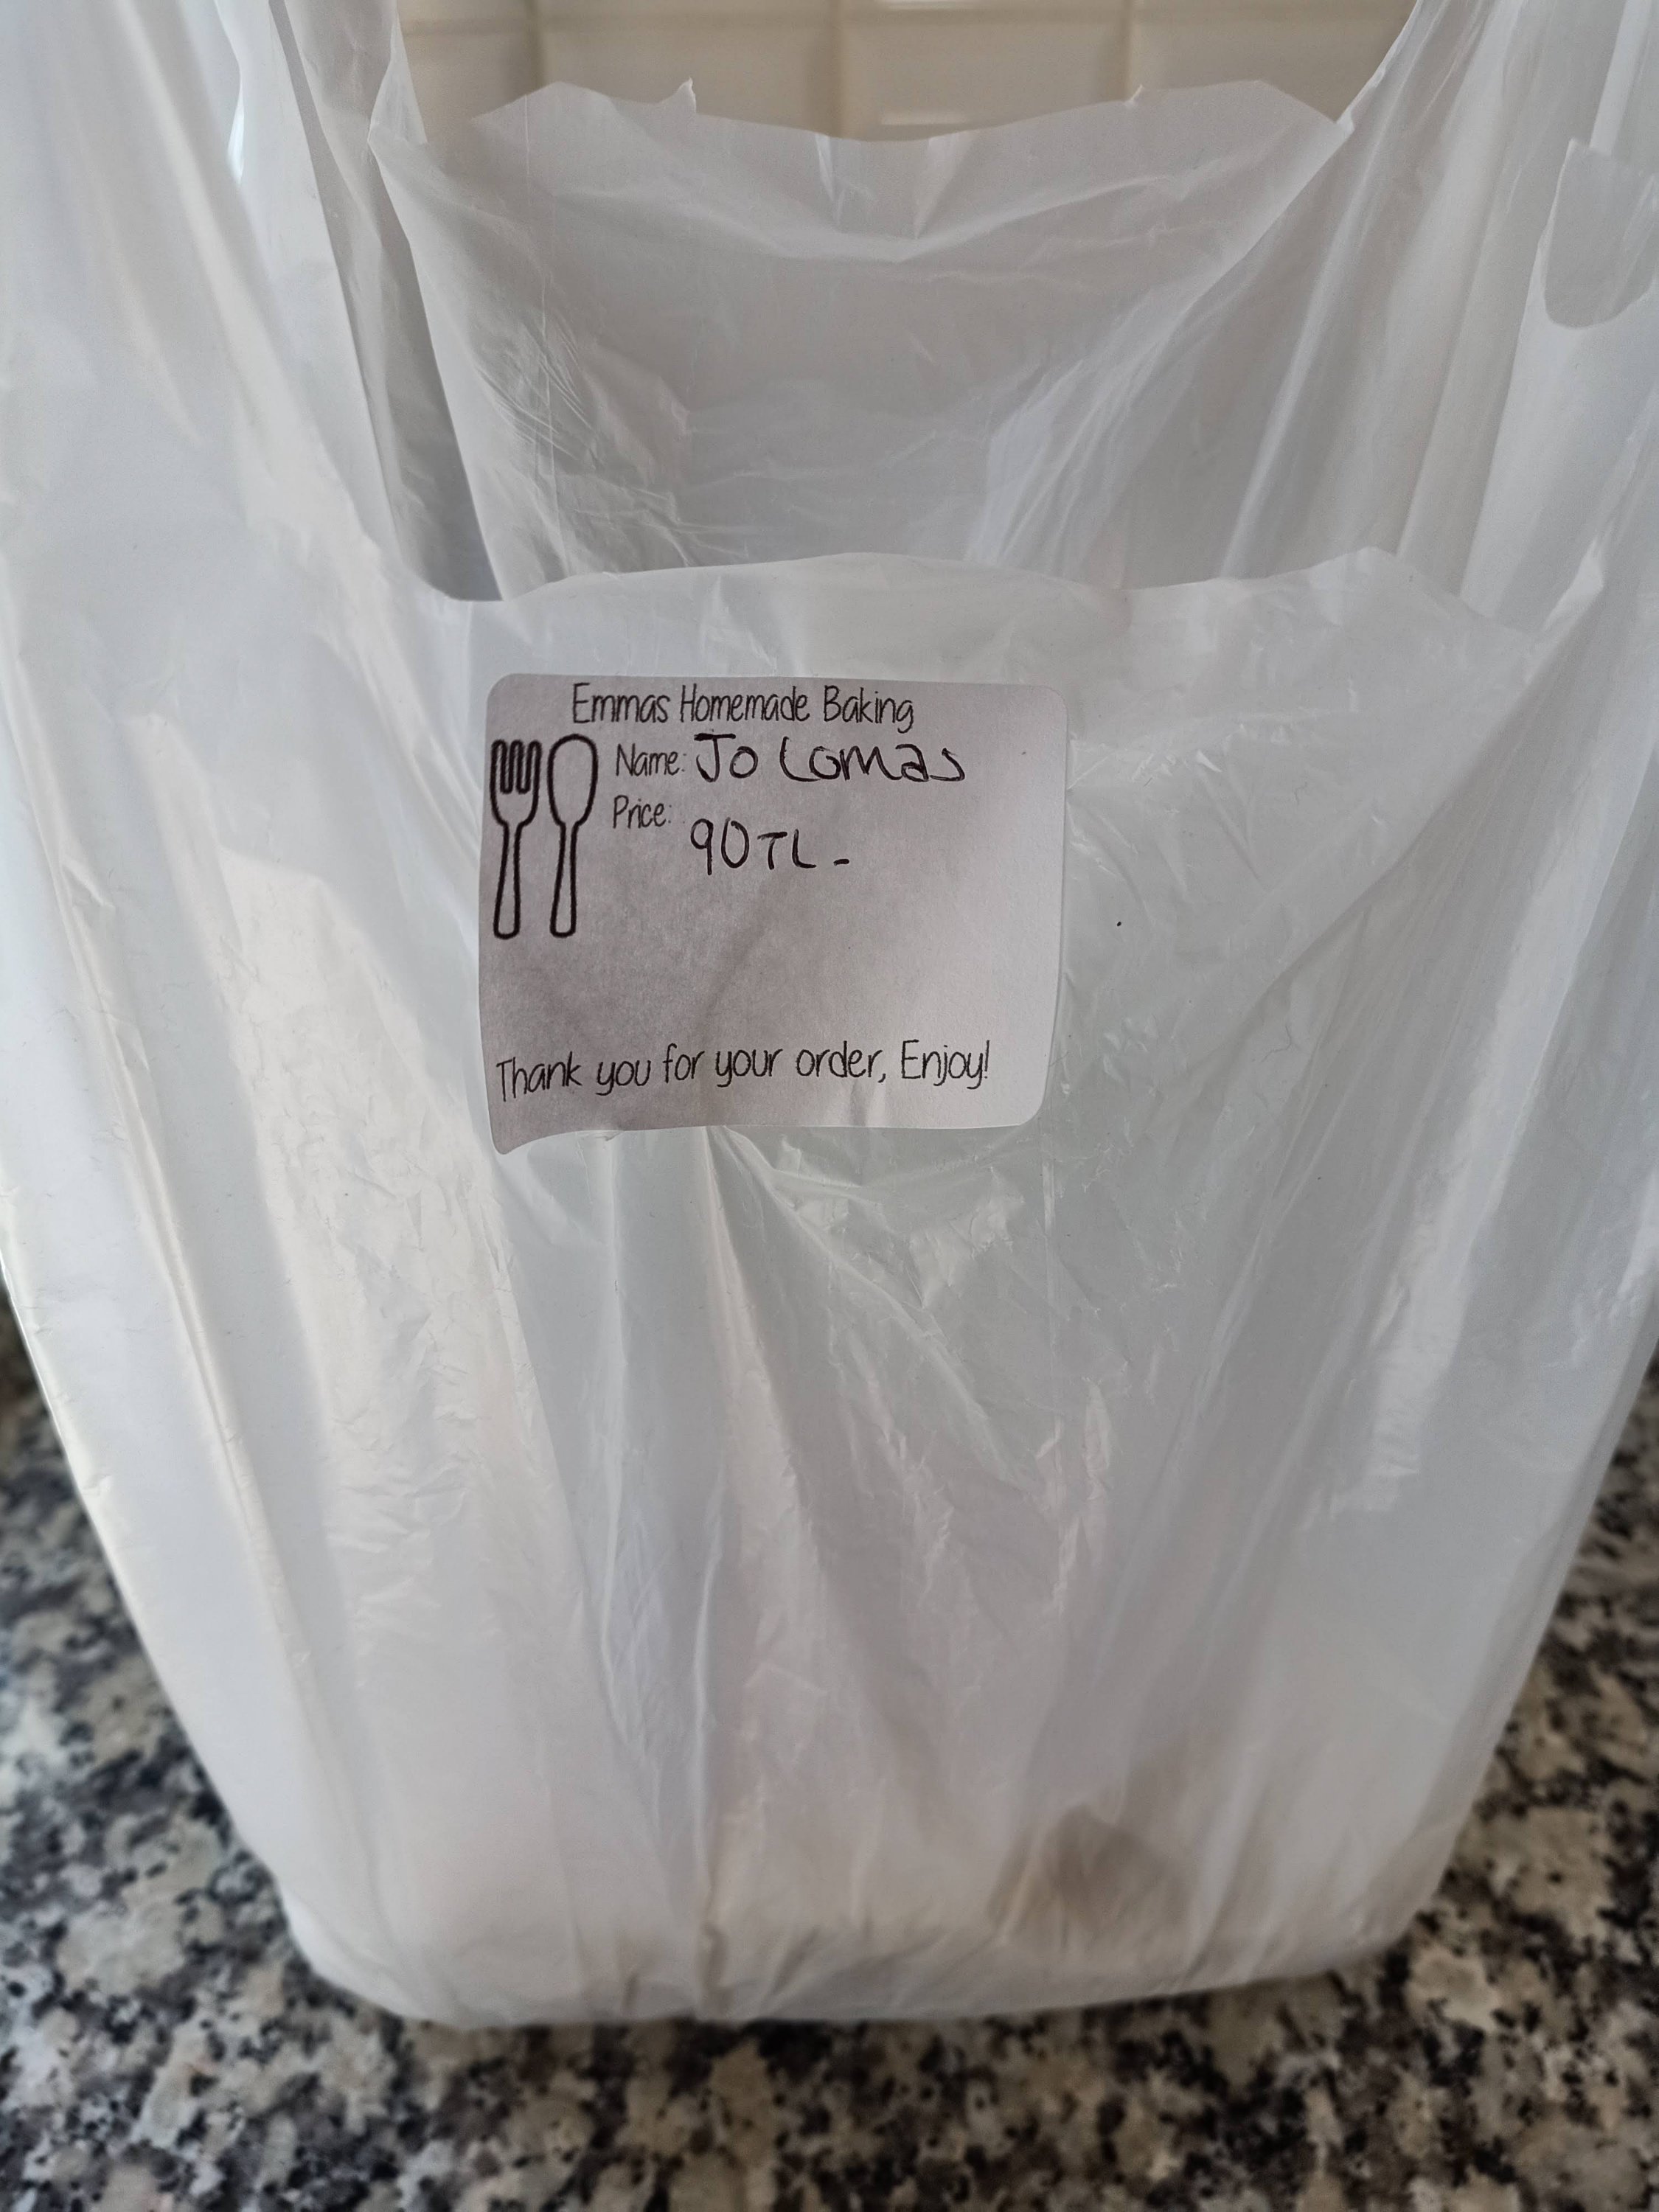 Emmas Homemade Baking
Name: Jo Lomas
Price: 90TL-
Thank you for your order, Enjoy!